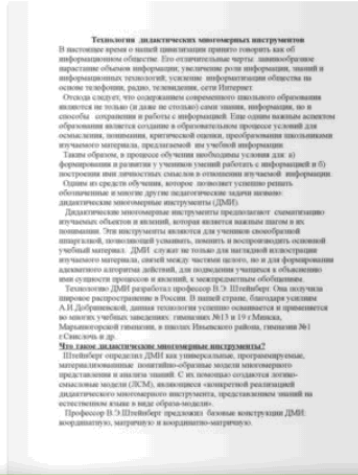 Технология дидактических многомерных инструментов
В настоящее время о нашей цивилизации принято говорить как об
информационном обществе. Его отличительные черты: лавинообразное
нарастание объемов информации; увеличение роли информации, знаний и
информационных технологий; усиление информатизации общества на
основе телефонии, радио, телевидения, сети Интернет.
Отсюда следует, что содержанием современного школьного образования
являются не только (и даже не столько) сами знания, информация, но и
способы сохранения и работы с информацией. Еще одним важным аспектом
образования является создание в образовательном процессе условий для
осмысления, понимания, критической оценки, преобразования школьниками
изучаемого материала, предлагаемой им учебной информации.
Таким образом, в процессе обучения необходимы условия для: а)
формирования и развития у учеников умений работать с информацией и б)
построения ими личностных смыслов в отношении изучаемой информации.
Одним из средств обучения, которое позволяет успешно решать
обозначенные и многие другие педагогические задачи названо:
дидактические многомерные инструменты (ДМИ).
Дидактические многомерные инструменты предполагают схематизацию
изучаемых объектов и явлений, которая является важным шагом в их
понимании. Эти инструменты являются для учеников своеобразной
шпаргалкой, позволяющей усваивать, помнить и воспроизводить основной
учебный материал. ДМИ служат не только для наглядной иллюстрации
изучаемого материала, связей между частями целого, но и для формирования
адекватного алгоритма действий, для подведения учащихся к объяснению
ими сущности процессов и явлений, к межпредметным обобщениям.
Технологию ДМИ разработал профессор В.Э. Штейнберг. Она получила
широкое распространение в России. В нашей стране, благодаря усилиям
А.И.Добриневской, данная технология успешно осваивается и применяется
во многих учебных заведениях: гимназиях №13 и 19 г.Минска,
Марьиногорской гимназии, в школах Ивьевского района, гимназии №1
г.Свислочь и др.
Что такое дидактические многомерные инструменты?
Штейнберг определил ДМИ как универсальные, программируемые,
материализованные понятийно-образные модели многомерного
представления и анализа знаний. С их помощью создаются логико-
смысловые модели (ЛСМ), являющиеся «конкретной реализацией
дидактического многомерного инструмента, представлением знаний на
естественном языке в виде образа-модели».
Профессор В.Э.Штейнберг предложил базовые конструкции ДМИ:
координатную, матричную и координатно-матричную.